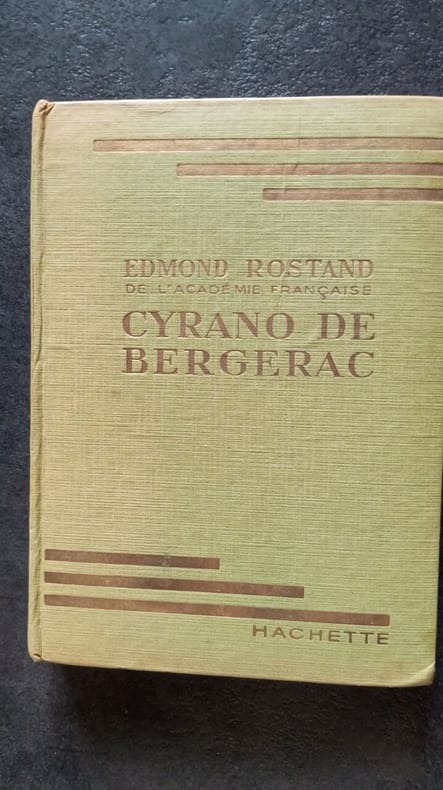 EDMOND ROSTAND
DE L'ACADÉMIE FRANÇAISE
CYRANO DE
BERGERAC
HACHETTE